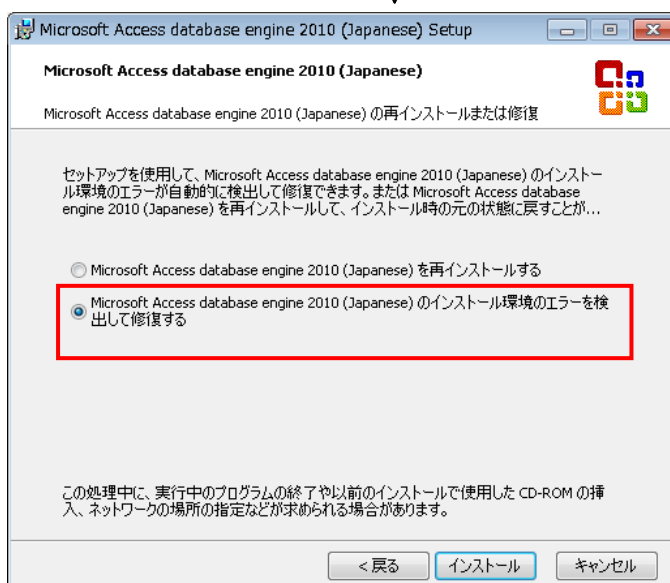 Microsoft Access database engine 2010 (Japanese) Setup
Microsoft Access database engine 2010 (Japanese)
Microsoft Access database engine 2010 (Japanese) の再インストールまたは修復
セットアップを使用して、Microsoft Access database engine 2010 (Japanese) のインストー
ル環境のエラーが自動的に検出して修復できます。または Microsoft Access database
engine 2010 (Japanese) を再インストールして、インストール時の元の状態に戻すことが...
Microsoft Access database engine 2010 (Japanese) を再インストールする
Microsoft Access database engine 2010 (Japanese) のインストール環境のエラーを検
出して修復する
この処理中に、実行中のプログラムの終了や以前のインストールで使用した CD-ROM の挿
入、ネットワークの場所の指定などが求められる場合があります。
< 戻る インストール キャンセル